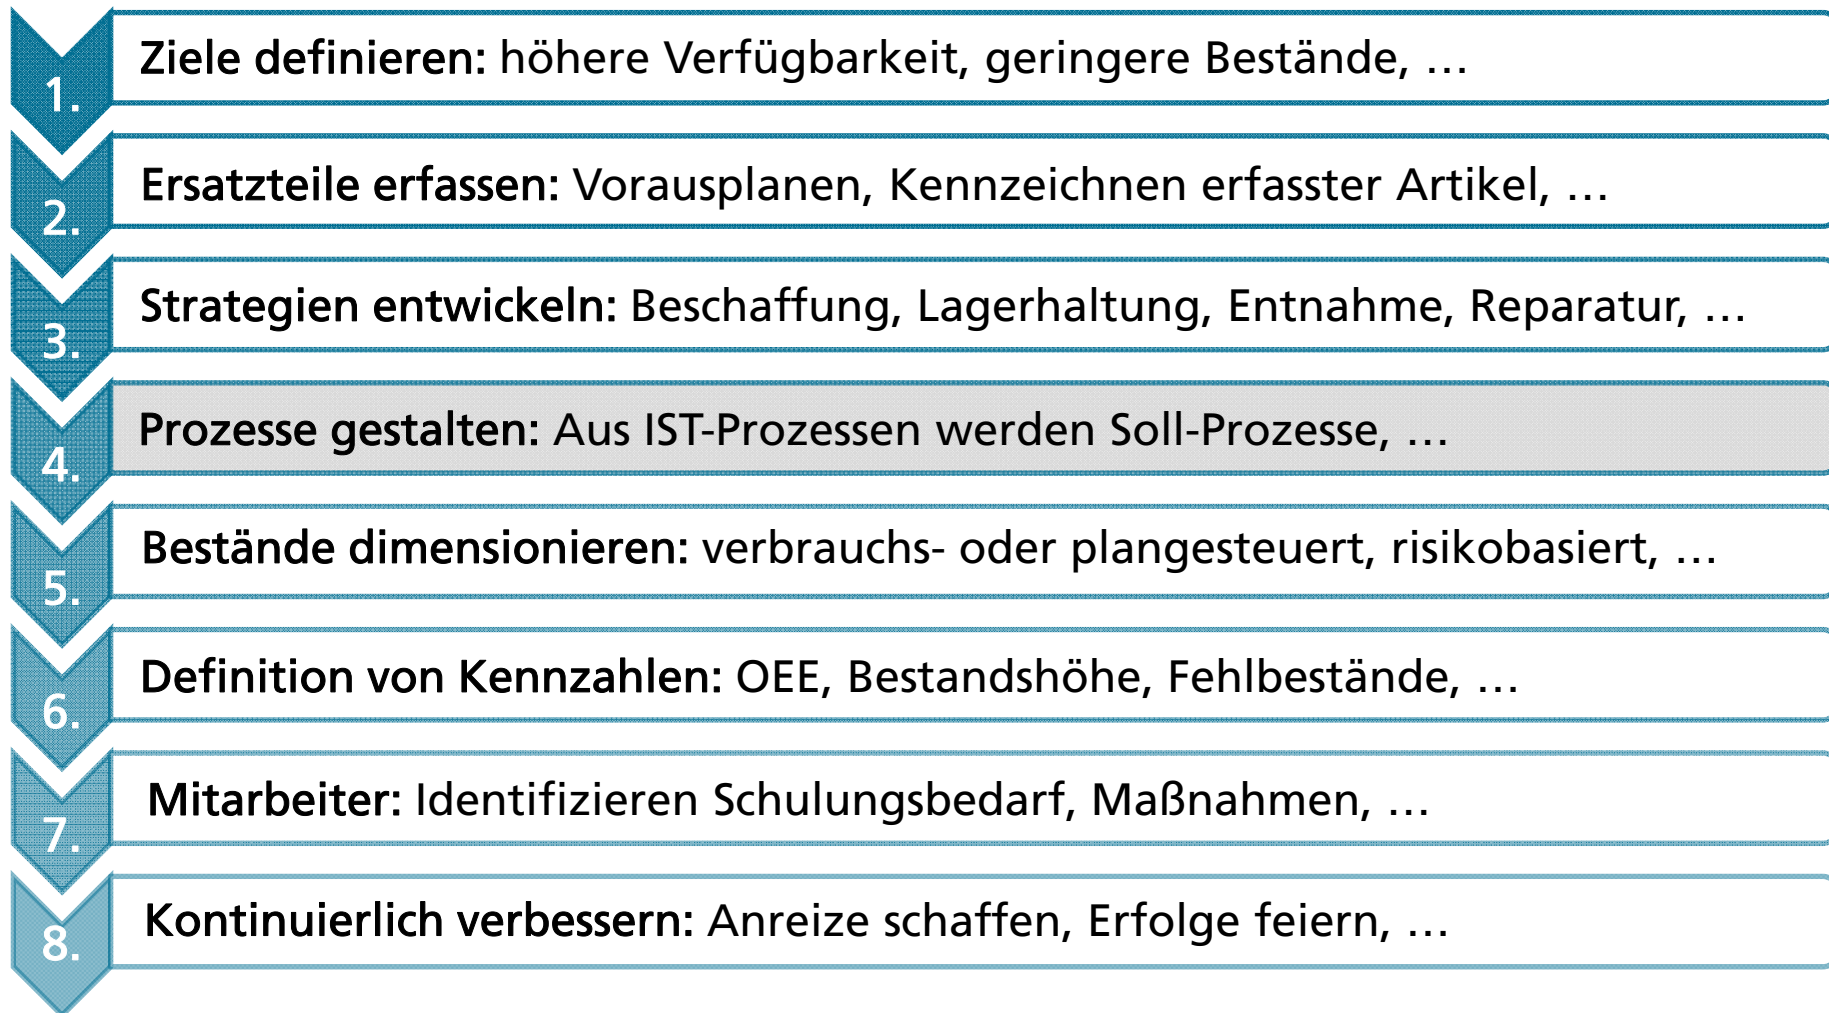 1. Ziele definieren: höhere Verfügbarkeit, geringere Bestände, …
2. Ersatzteile erfassen: Vorausplanen, Kennzeichnen erfasster Artikel, …
3. Strategien entwickeln: Beschaffung, Lagerhaltung, Entnahme, Reparatur, …
4. Prozesse gestalten: Aus IST-Prozessen werden Soll-Prozesse, …
5. Bestände dimensionieren: verbrauchs- oder plangesteuert, risikobasiert, …
6. Definition von Kennzahlen: OEE, Bestandshöhe, Fehlbestände, …
7. Mitarbeiter: Identifizieren Schulungsbedarf, Maßnahmen, …
8. Kontinuierlich verbessern: Anreize schaffen, Erfolge feiern, …